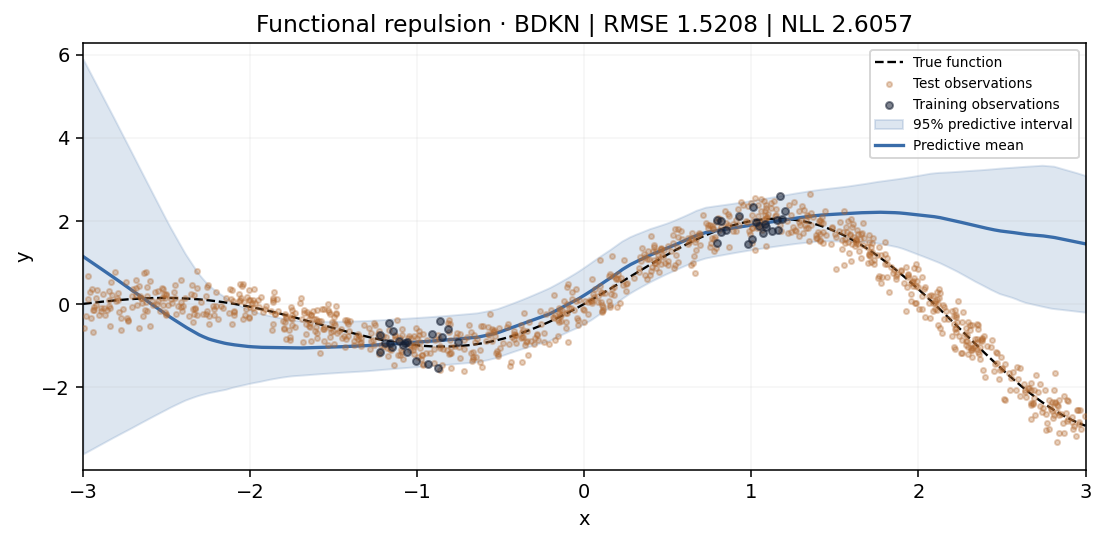 Functional repulsion · BDKN | RMSE 1.5208 | NLL 2.6057
True function
Test observations
Training observations
95% predictive interval
Predictive mean
6
4
2
0
−2
y
−3
−2
−1
0
1
2
3
x